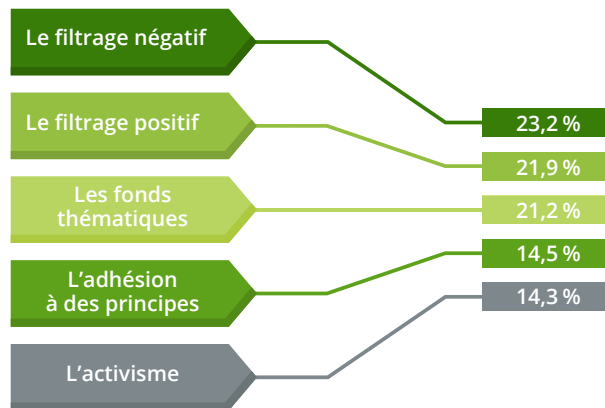 Le filtrage négatif
23,2 %
Le filtrage positif
21,9 %
Les fonds
thématiques
21,2 %
L’adhésion
à des principes
14,5 %
L’activisme
14,3 %